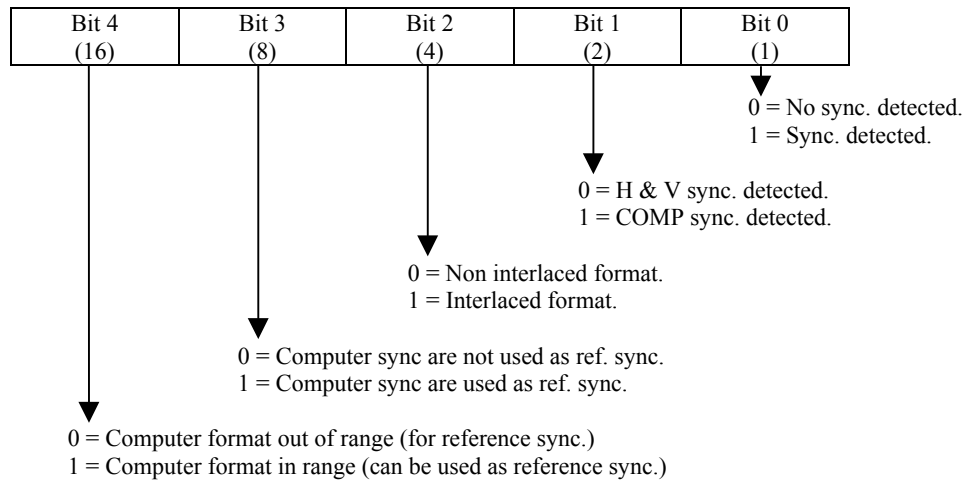 Bit 4 Bit 3 Bit 2 Bit 1 Bit 0
(16) (8) (4) (2) (1)
0 = No sync. detected.
1 = Sync. detected.
0 = H & V sync. detected.
1 = COMP sync. detected.
0 = Non interlaced format.
1 = Interlaced format.
0 = Computer sync are not used as ref. sync.
1 = Computer sync are used as ref. sync.
0 = Computer format out of range (for reference sync.)
1 = Computer format in range (can be used as reference sync.)